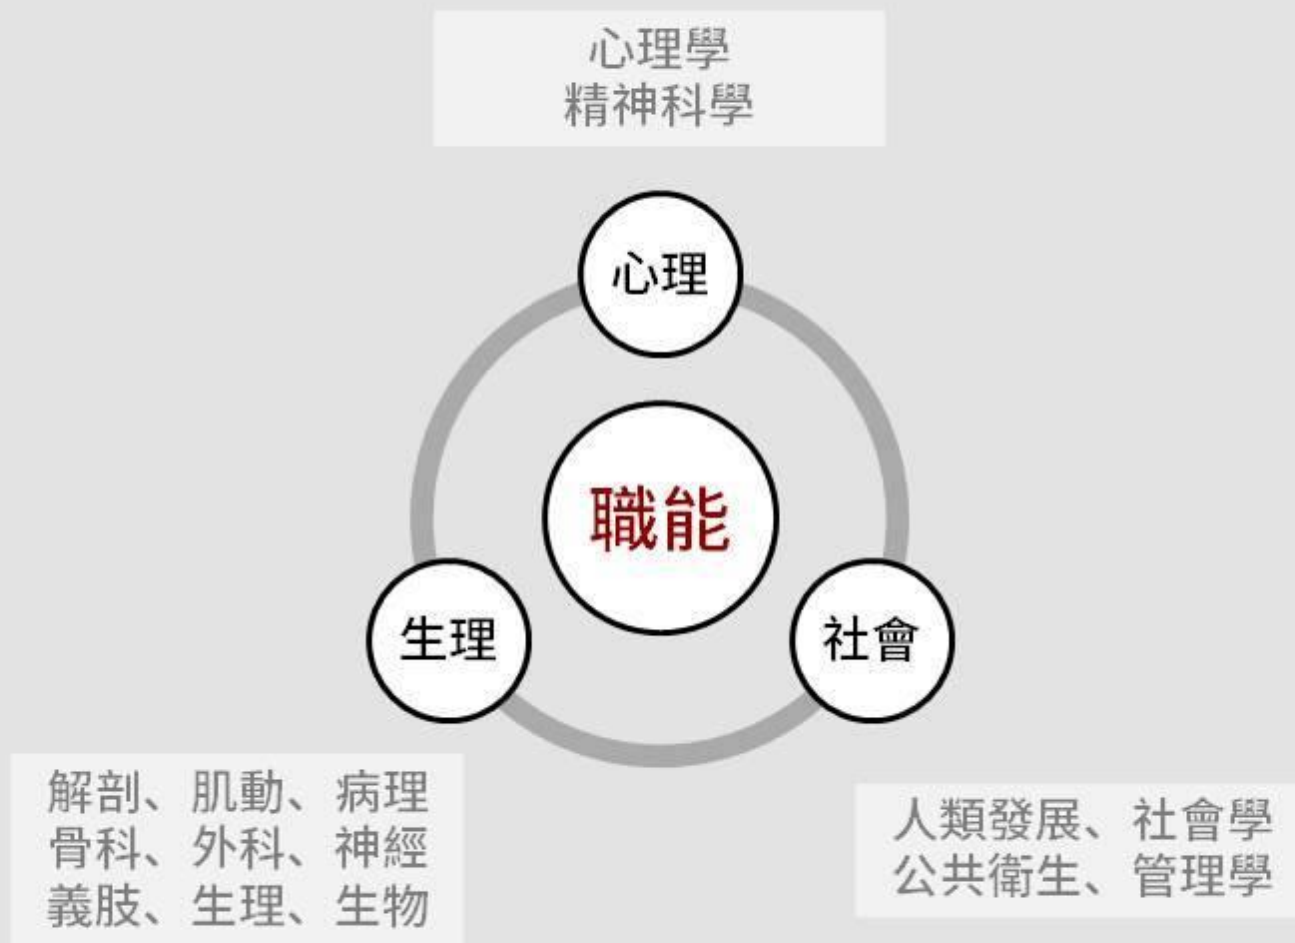 心理學
精神科學
心理
職能
生理
社會
解剖、肌動、病理
骨科、外科、神經
義肢、生理、生物
人類發展、社會學
公共衛生、管理學